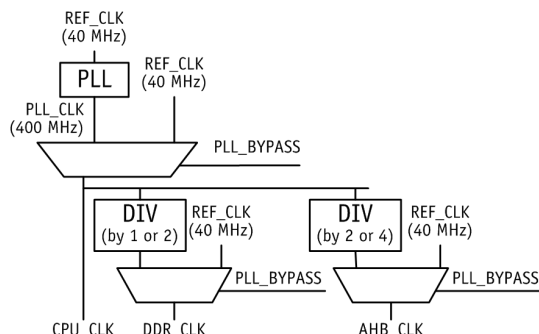 REF_CLK
(40 MHz)
PLL
REF_CLK
(40 MHz)
PLL_CLK
(400 MHz)
PLL_BYPASS
DIV
(by 1 or 2)
REF_CLK
(40 MHz)
DIV
(by 2 or 4)
REF_CLK
(40 MHz)
PLL_BYPASS
PLL_BYPASS
CPU_CLK
DDR_CLK
AHB_CLK